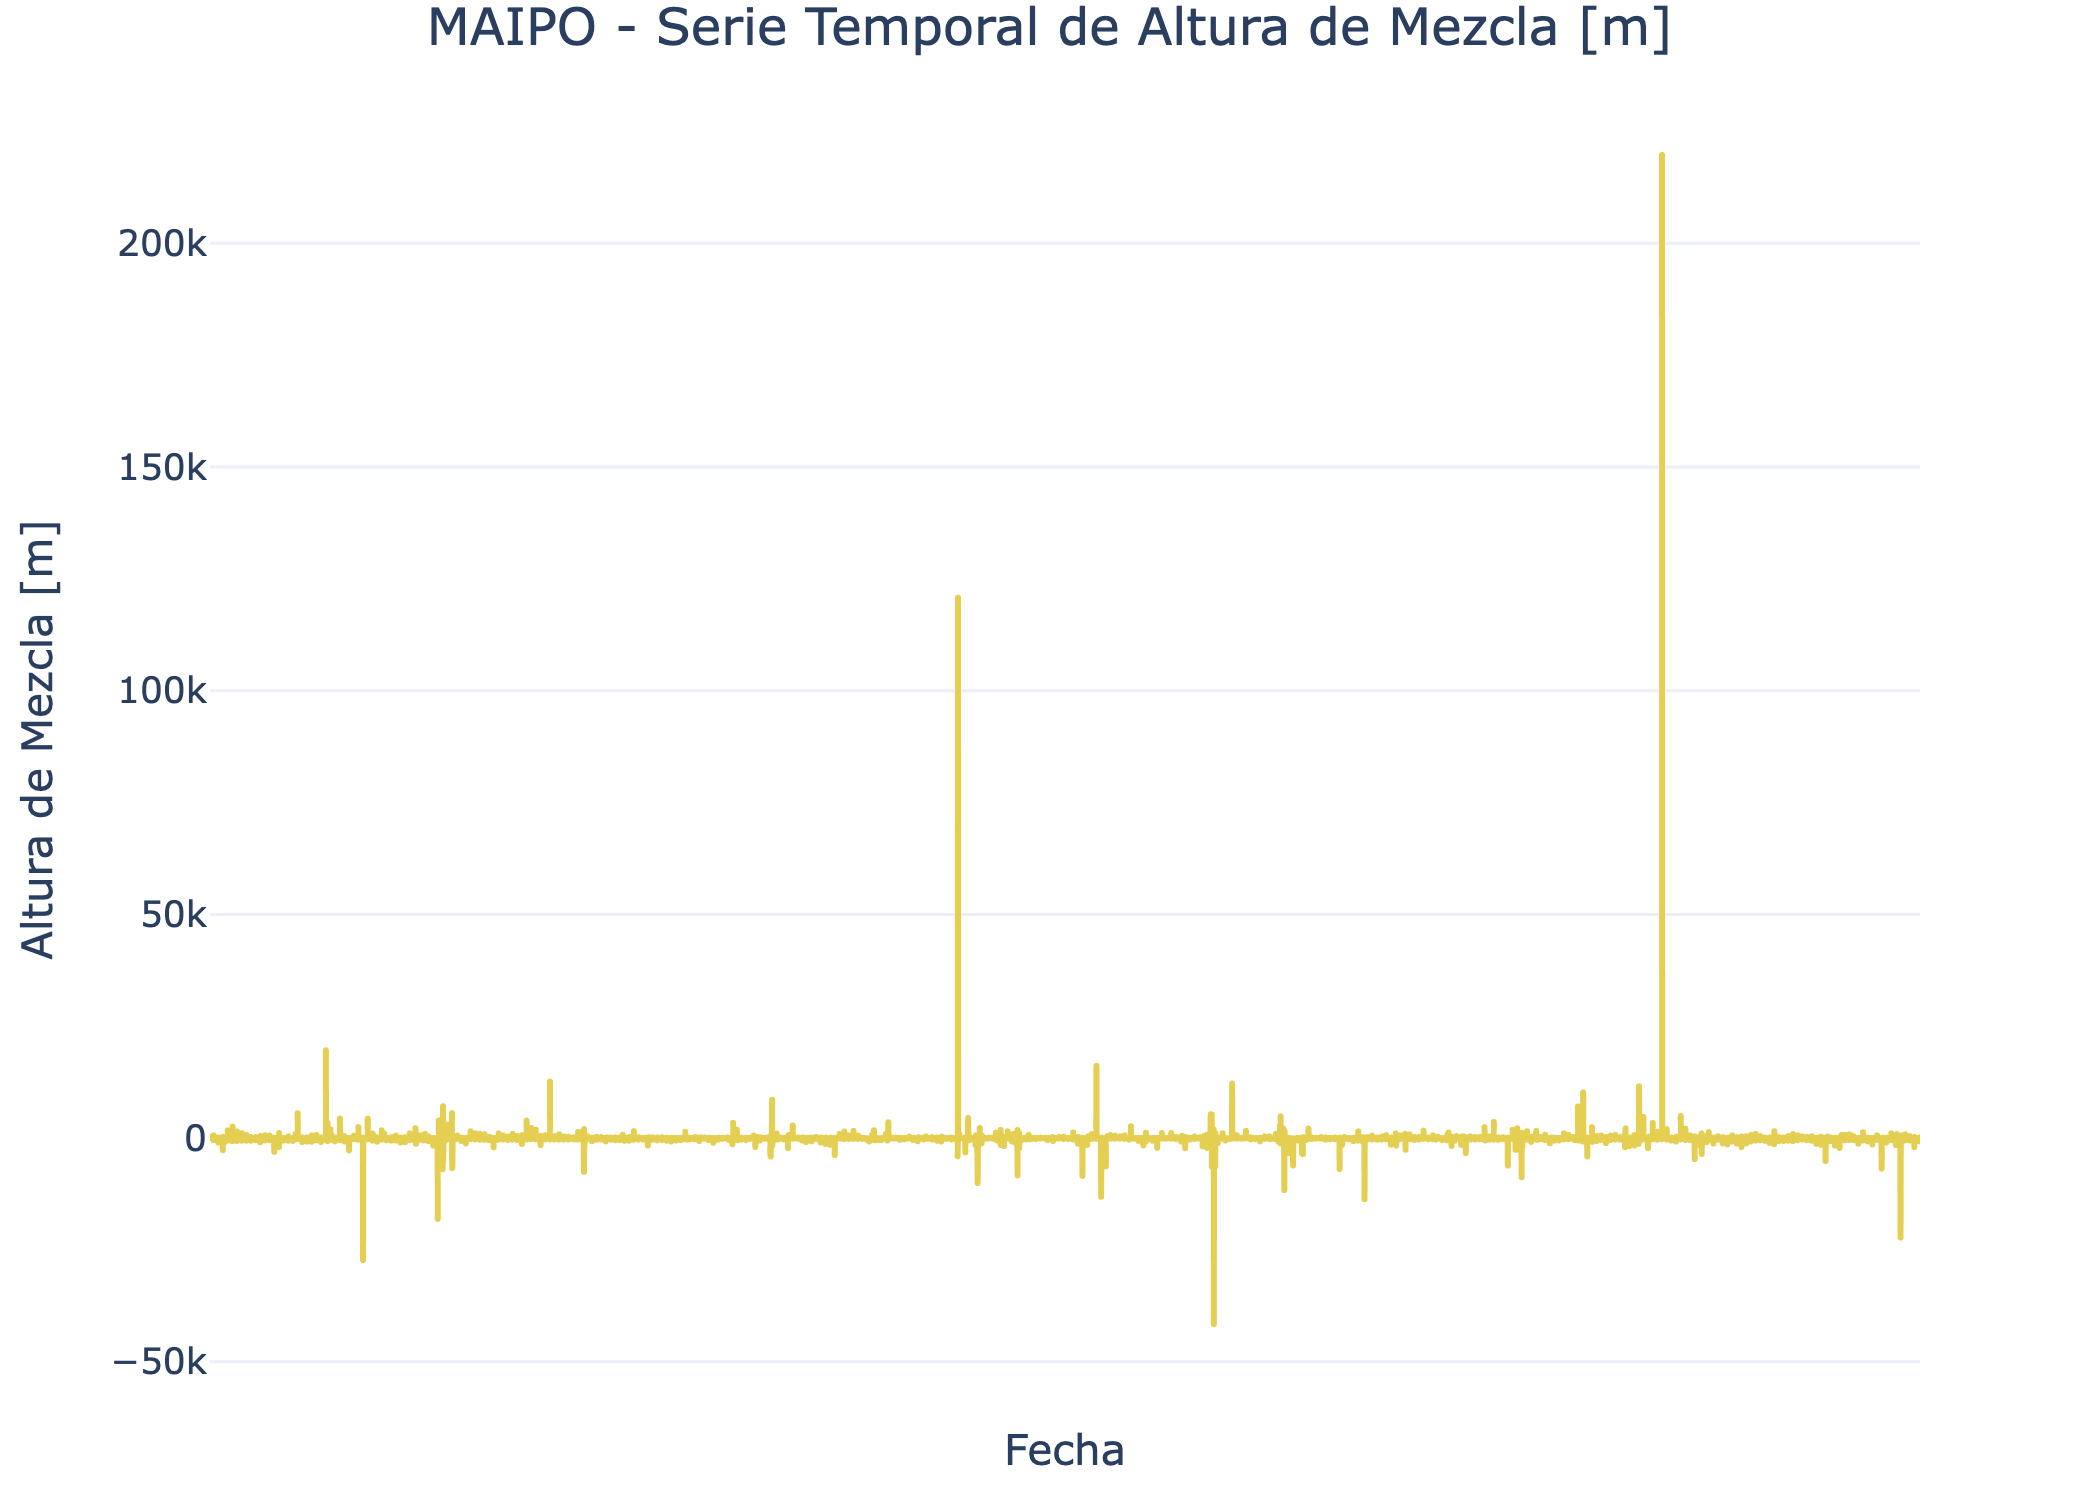 MAIPO - Serie Temporal de Altura de Mezcla [m]
Altura de Mezcla [m]
200k
150k
100k
50k
0
−50k
Fecha